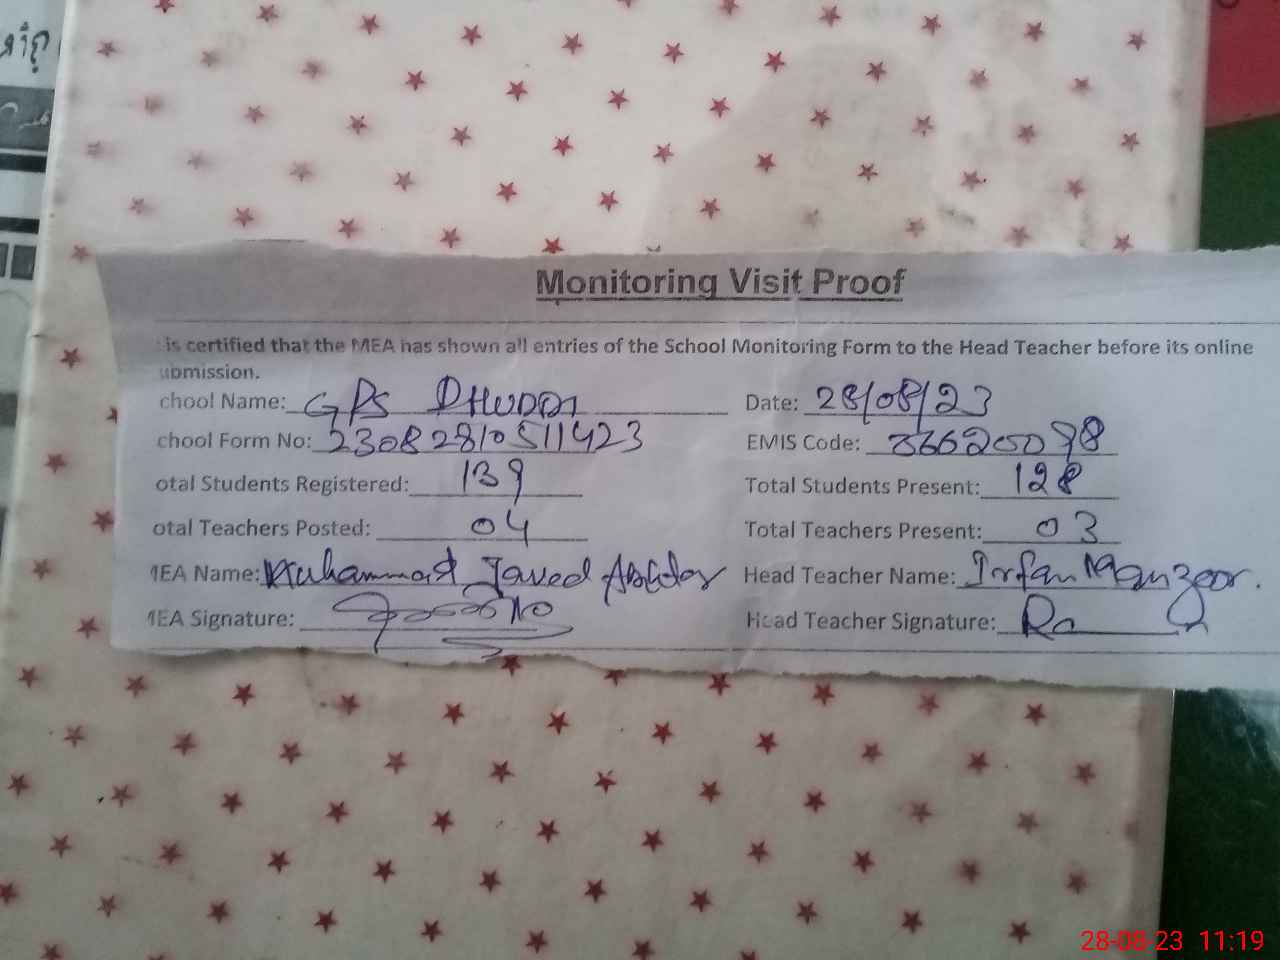 Monitoring Visit Proof
is certified that the MEA has shown all entries of the School Monitoring Form to the Head Teacher before its online
ubmission.
chool Name: GPS DHUDDI Date: 28/08/23
chool Form No: 23082810511423 EMIS Code: 36620098
otal Students Registered: 139 Total Students Present: 128
otal Teachers Posted: 04 Total Teachers Present: 03
MEA Name: Muhammad Javed Head Teacher Name: Irfan Manzoor.
MEA Signature: Head Teacher Signature:
28-08-23 11:19